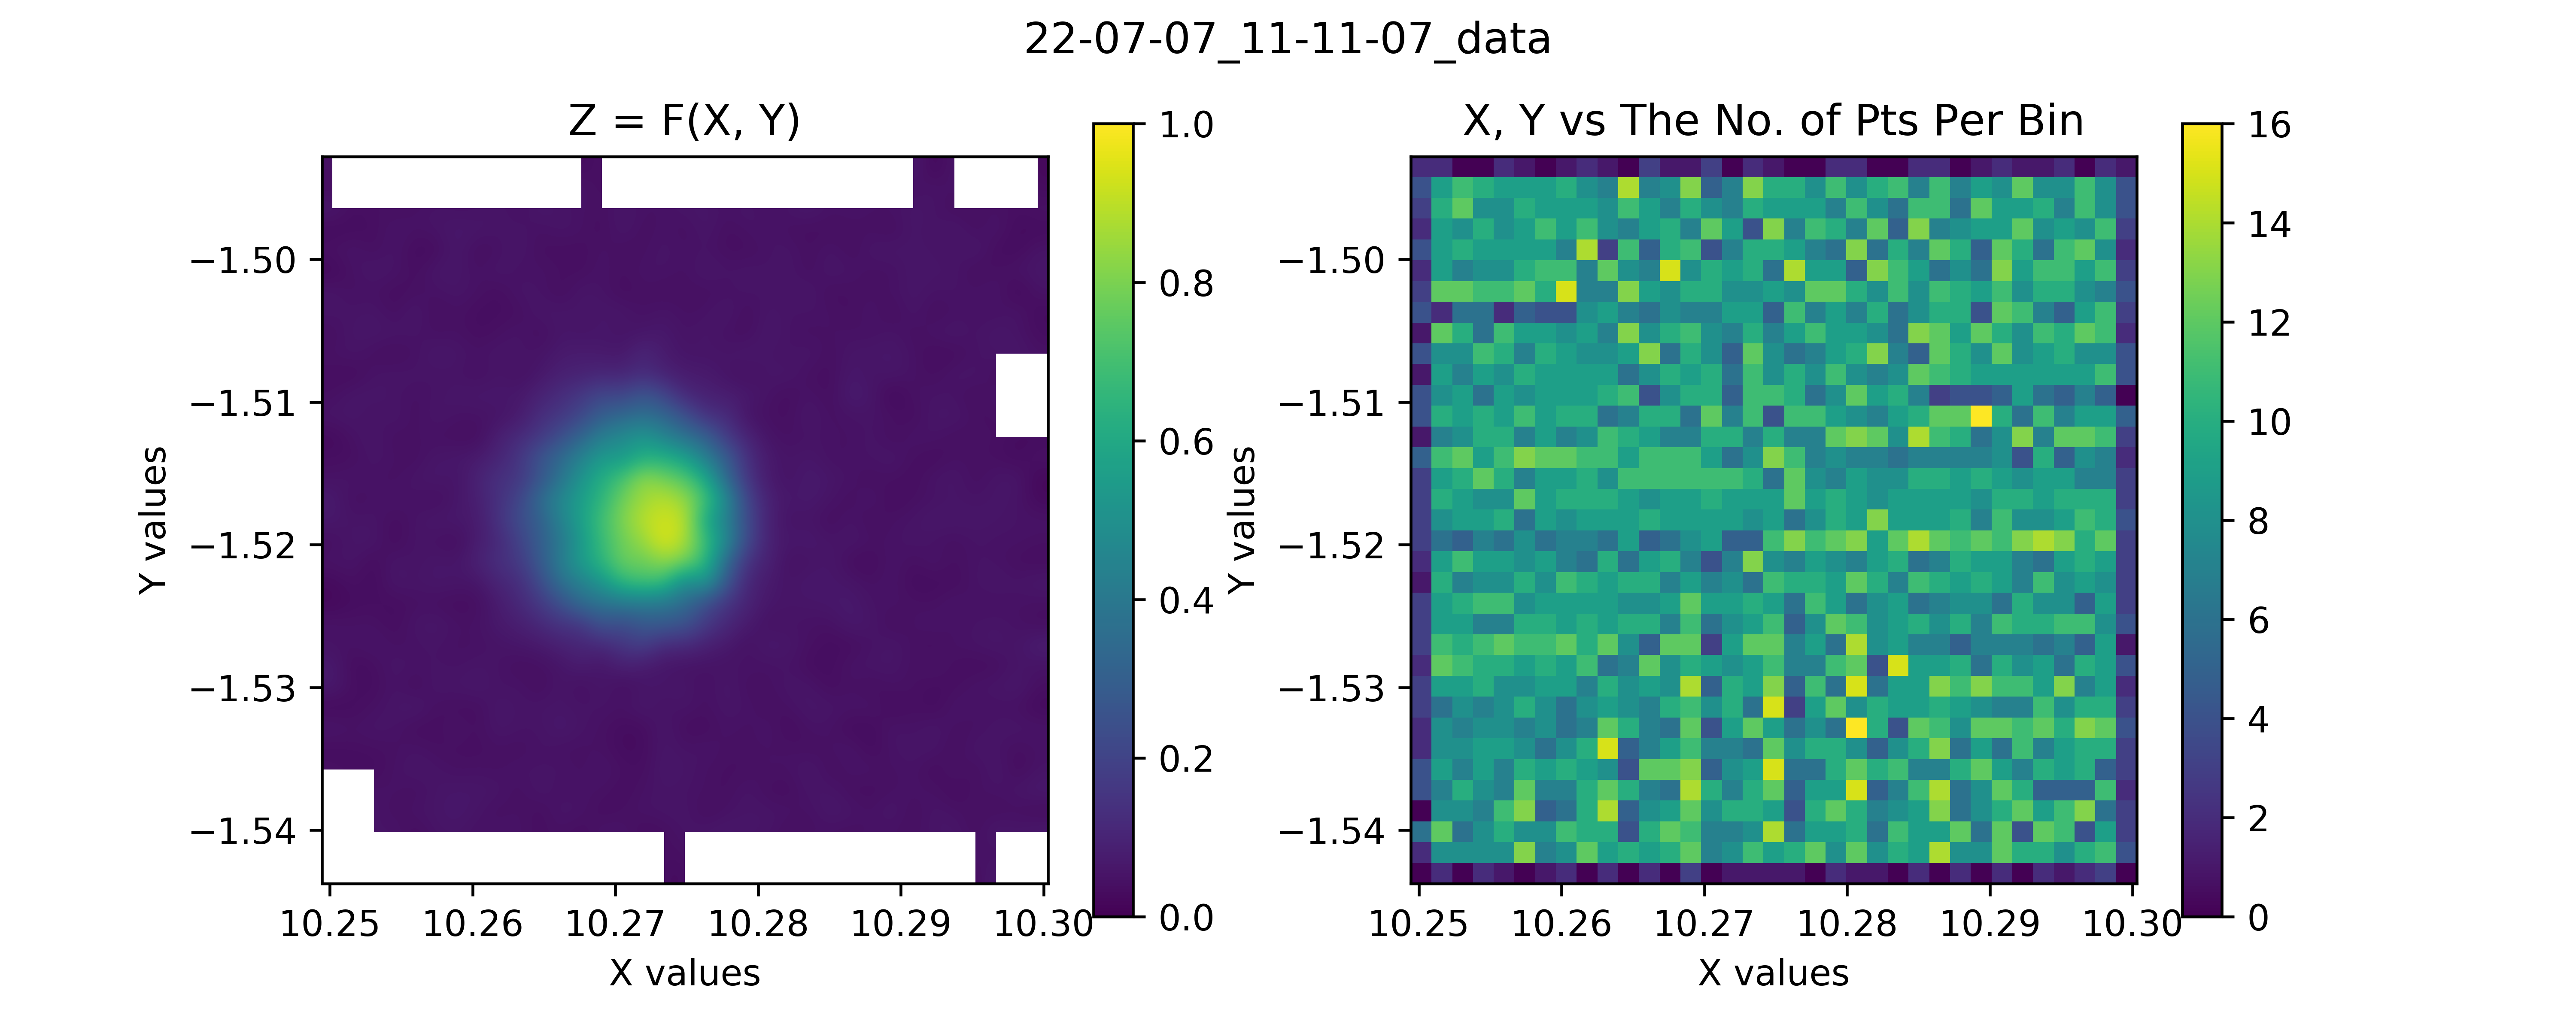 22-07-07_11-11-07_data
Z = F(X, Y)
X, Y vs The No. of Pts Per Bin
Y values
−1.50
−1.51
−1.52
−1.53
−1.54
10.25 10.26 10.27 10.28 10.29 10.30
X values
1.0
0.8
0.6
0.4
0.2
0.0
Y values
−1.50
−1.51
−1.52
−1.53
−1.54
10.25 10.26 10.27 10.28 10.29 10.30
X values
16
14
12
10
8
6
4
2
0